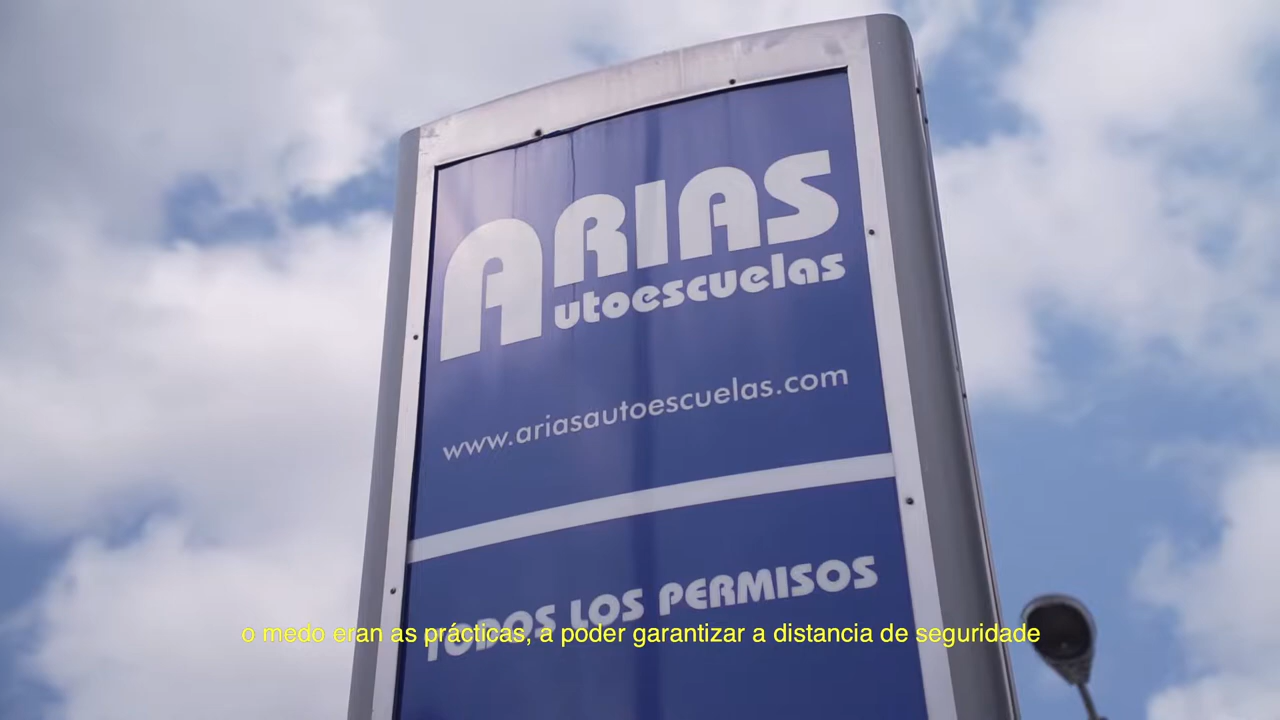 ARIAS
Autoescuelas
www.ariasautoescuelas.com
TODOS LOS PERMISOS
o medo eran as prácticas, a poder garantizar a distancia de seguridade